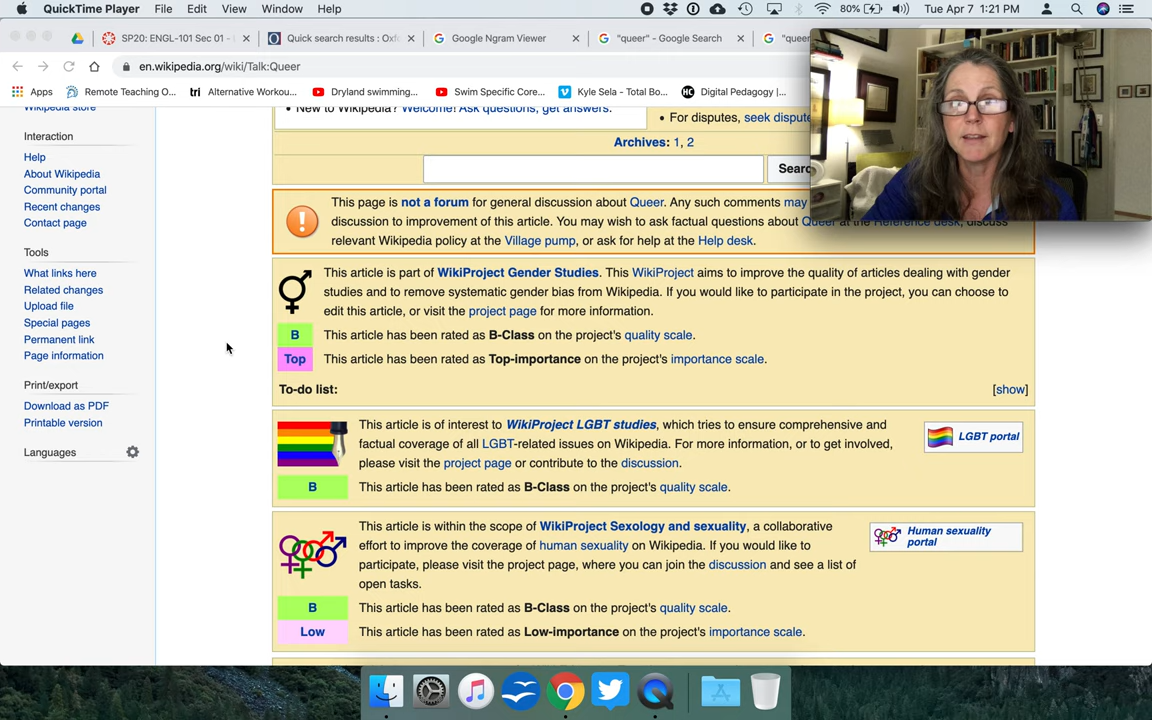 QuickTime Player File Edit View Window Help 80% Tue Apr 7 1:21 PM
SP20: ENGL-101 Sec 01 - Quick search results : Oxf Google Ngram Viewer "queer" - Google Search "queer
en.wikipedia.org/wiki/Talk:Queer
Apps Remote Teaching O... tri Alternative Workou... Dryland swimming... Swim Specific Core... Kyle Sela - Total Bo... HC Digital Pedagogy |...
Wikipedia store
Interaction
Help
About Wikipedia
Community portal
Recent changes
Contact page
Tools
What links here
Related changes
Upload file
Special pages
Permanent link
Page information
Print/export
Download as PDF
Printable version
Languages
• New to Wikipedia? Welcome! Ask questions, get answers.
• For disputes, seek dispute
Archives: 1, 2
Searc
This page is not a forum for general discussion about Queer. Any such comments may
discussion to improvement of this article. You may wish to ask factual questions about Queer at the Reference desk, discuss
relevant Wikipedia policy at the Village pump, or ask for help at the Help desk.
This article is part of WikiProject Gender Studies. This WikiProject aims to improve the quality of articles dealing with gender
studies and to remove systematic gender bias from Wikipedia. If you would like to participate in the project, you can choose to
edit this article, or visit the project page for more information.
B This article has been rated as B-Class on the project's quality scale.
Top This article has been rated as Top-importance on the project's importance scale.
To-do list: [show]
This article is of interest to WikiProject LGBT studies, which tries to ensure comprehensive and
factual coverage of all LGBT-related issues on Wikipedia. For more information, or to get involved,
please visit the project page or contribute to the discussion.
LGBT portal
B This article has been rated as B-Class on the project's quality scale.
This article is within the scope of WikiProject Sexology and sexuality, a collaborative
effort to improve the coverage of human sexuality on Wikipedia. If you would like to
participate, please visit the project page, where you can join the discussion and see a list of
open tasks.
Human sexuality
portal
B This article has been rated as B-Class on the project's quality scale.
Low This article has been rated as Low-importance on the project's importance scale.